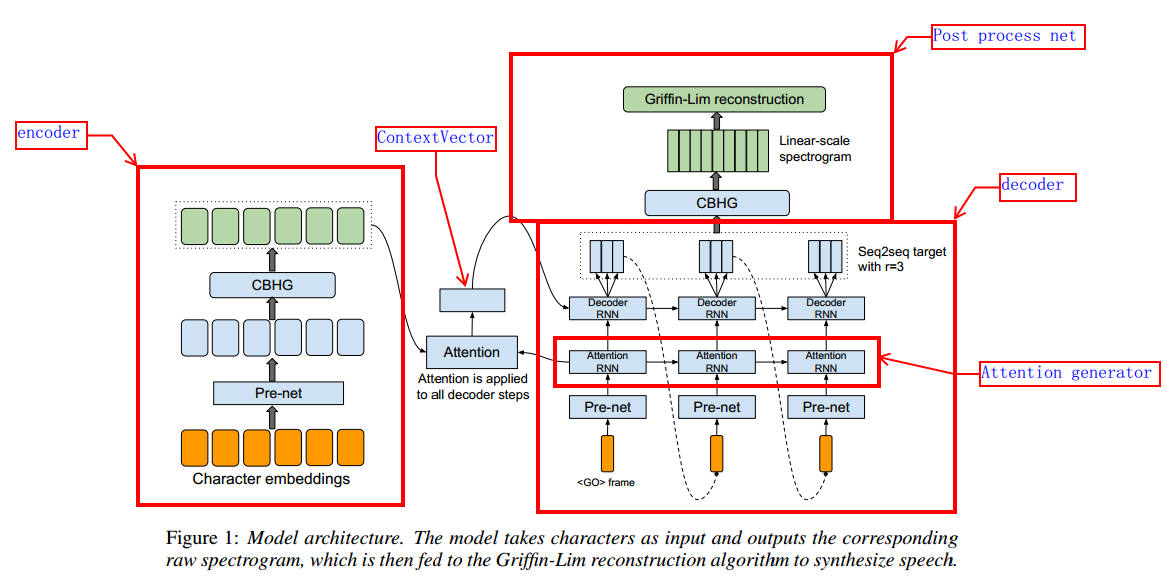 Post process net
encoder
ContextVector
Griffin-Lim reconstruction
Linear-scale
spectrogram
CBHG
decoder
Seq2seq target
with r=3
CBHG
Decoder
RNN
Decoder
RNN
Decoder
RNN
Attention
Attention is applied
to all decoder steps
Attention
RNN
Attention
RNN
Attention
RNN
Attention generator
Pre-net
Pre-net
Pre-net
Pre-net
Character embeddings
<GO> frame
Figure 1: Model architecture. The model takes characters as input and outputs the corresponding
raw spectrogram, which is then fed to the Griffin-Lim reconstruction algorithm to synthesize speech.